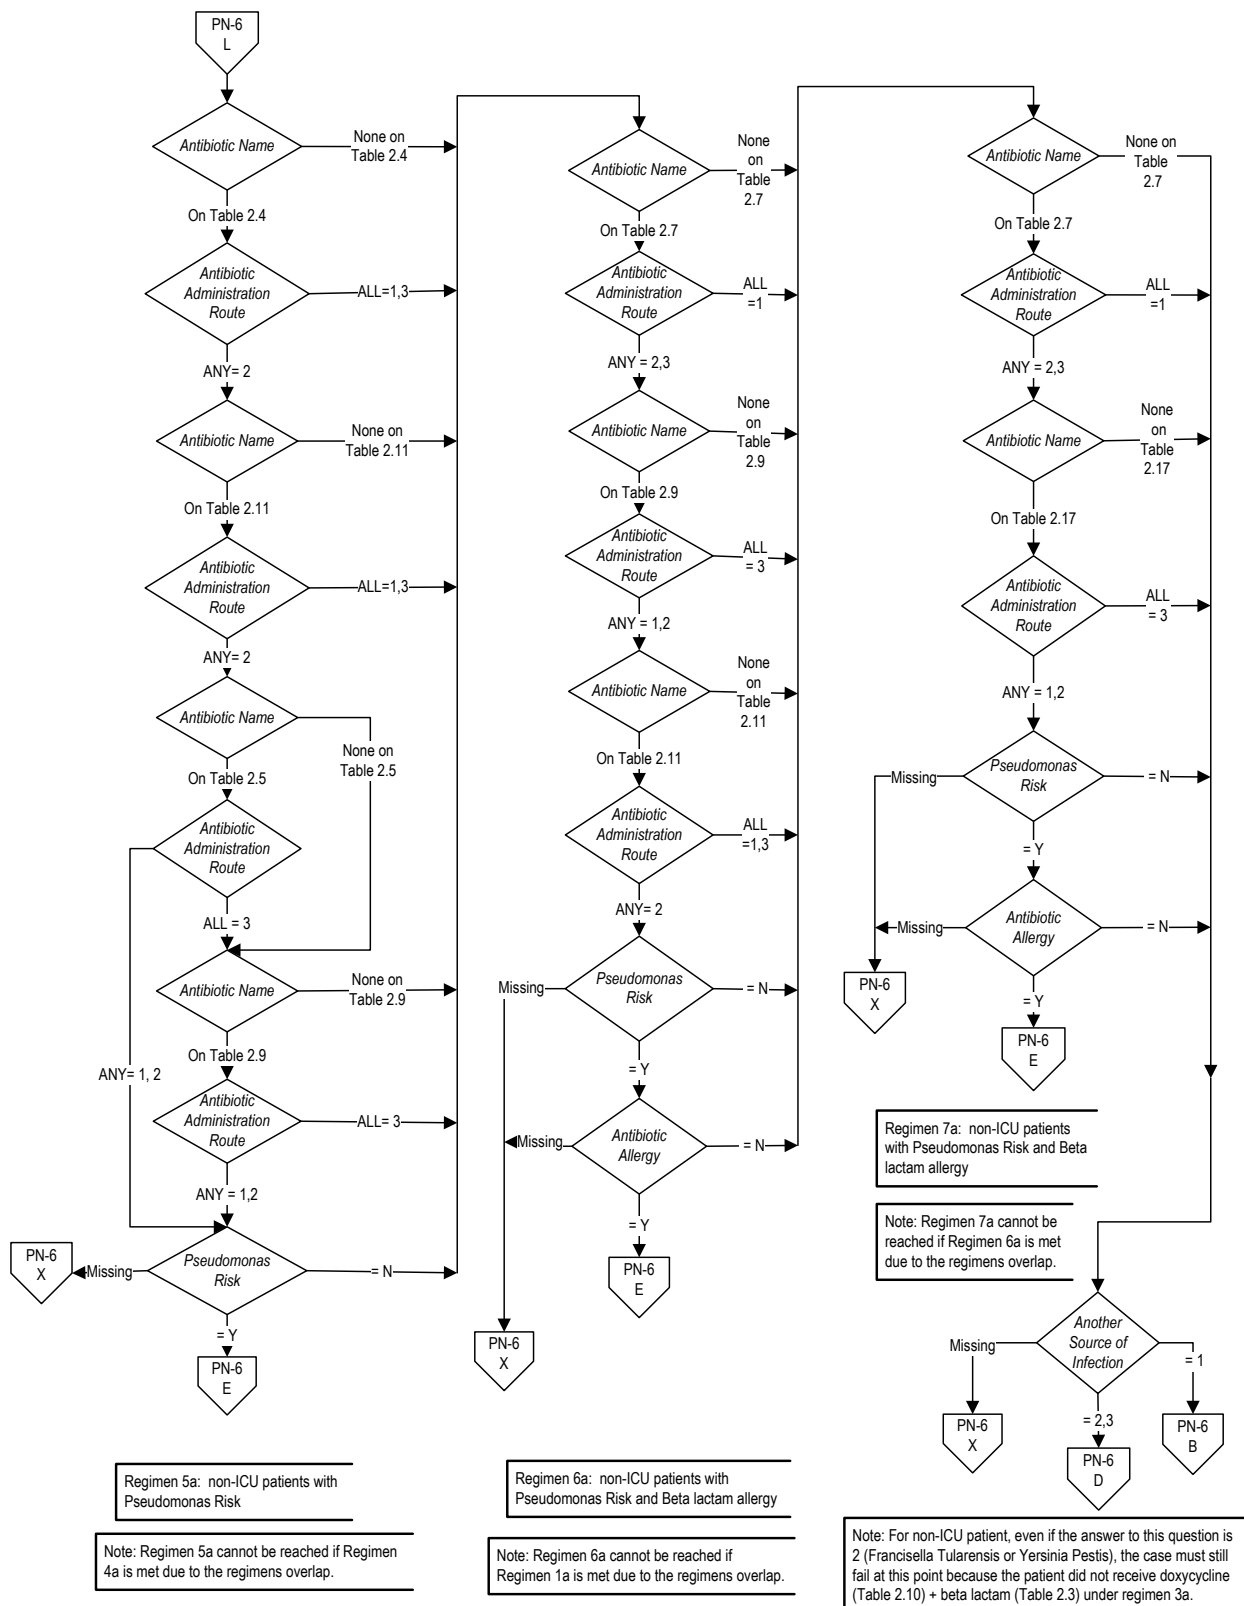 PN-6
L
Antibiotic Name
None on
Table 2.4
On Table 2.4
Antibiotic
Administration
Route
ALL=1,3
ANY= 2
Antibiotic Name
None on
Table 2.11
On Table 2.11
Antibiotic
Administration
Route
ALL=1,3
ANY= 2
Antibiotic Name
None on
Table 2.5
On Table 2.5
Antibiotic
Administration
Route
ALL = 3
Antibiotic Name
None on
Table 2.9
On Table 2.9
ANY= 1, 2
Antibiotic
Administration
Route
ALL= 3
ANY = 1,2
PN-6
X
Missing
Pseudomonas
Risk
= N
= Y
PN-6
E
Regimen 5a: non-ICU patients with
Pseudomonas Risk
Note: Regimen 5a cannot be reached if Regimen
4a is met due to the regimens overlap.
Antibiotic Name
None
on
Table
2.7
On Table 2.7
Antibiotic
Administration
Route
ALL
=1
ANY = 2,3
Antibiotic Name
None
on
Table
2.9
On Table 2.9
Antibiotic
Administration
Route
ALL
= 3
ANY = 1,2
Antibiotic Name
None
on
Table
2.11
On Table 2.11
Antibiotic
Administration
Route
ALL
=1,3
ANY= 2
Missing
Pseudomonas
Risk
= N
= Y
Missing
Antibiotic
Allergy
= N
=Y
PN-6
E
PN-6
X
Regimen 6a: non-ICU patients with
Pseudomonas Risk and Beta lactam allergy
Note: Regimen 6a cannot be reached if
Regimen 1a is met due to the regimens overlap.
Antibiotic Name
None on
Table
2.7
On Table 2.7
Antibiotic
Administration
Route
ALL
=1
ANY = 2,3
Antibiotic Name
None
on
Table
2.17
On Table 2.17
Antibiotic
Administration
Route
ALL
= 3
ANY = 1,2
Missing
Pseudomonas
Risk
= N
= Y
Missing
Antibiotic
Allergy
= N
= Y
PN-6
X
PN-6
E
Regimen 7a: non-ICU patients
with Pseudomonas Risk and Beta
lactam allergy
Note: Regimen 7a cannot be
reached if Regimen 6a is met
due to the regimens overlap.
Missing
Another
Source of
Infection
= 1
= 2,3
PN-6
X
PN-6
D
PN-6
B
Note: For non-ICU patient, even if the answer to this question is
2 (Francisella Tularensis or Yersinia Pestis), the case must still
fail at this point because the patient did not receive doxycycline
(Table 2.10) + beta lactam (Table 2.3) under regimen 3a.